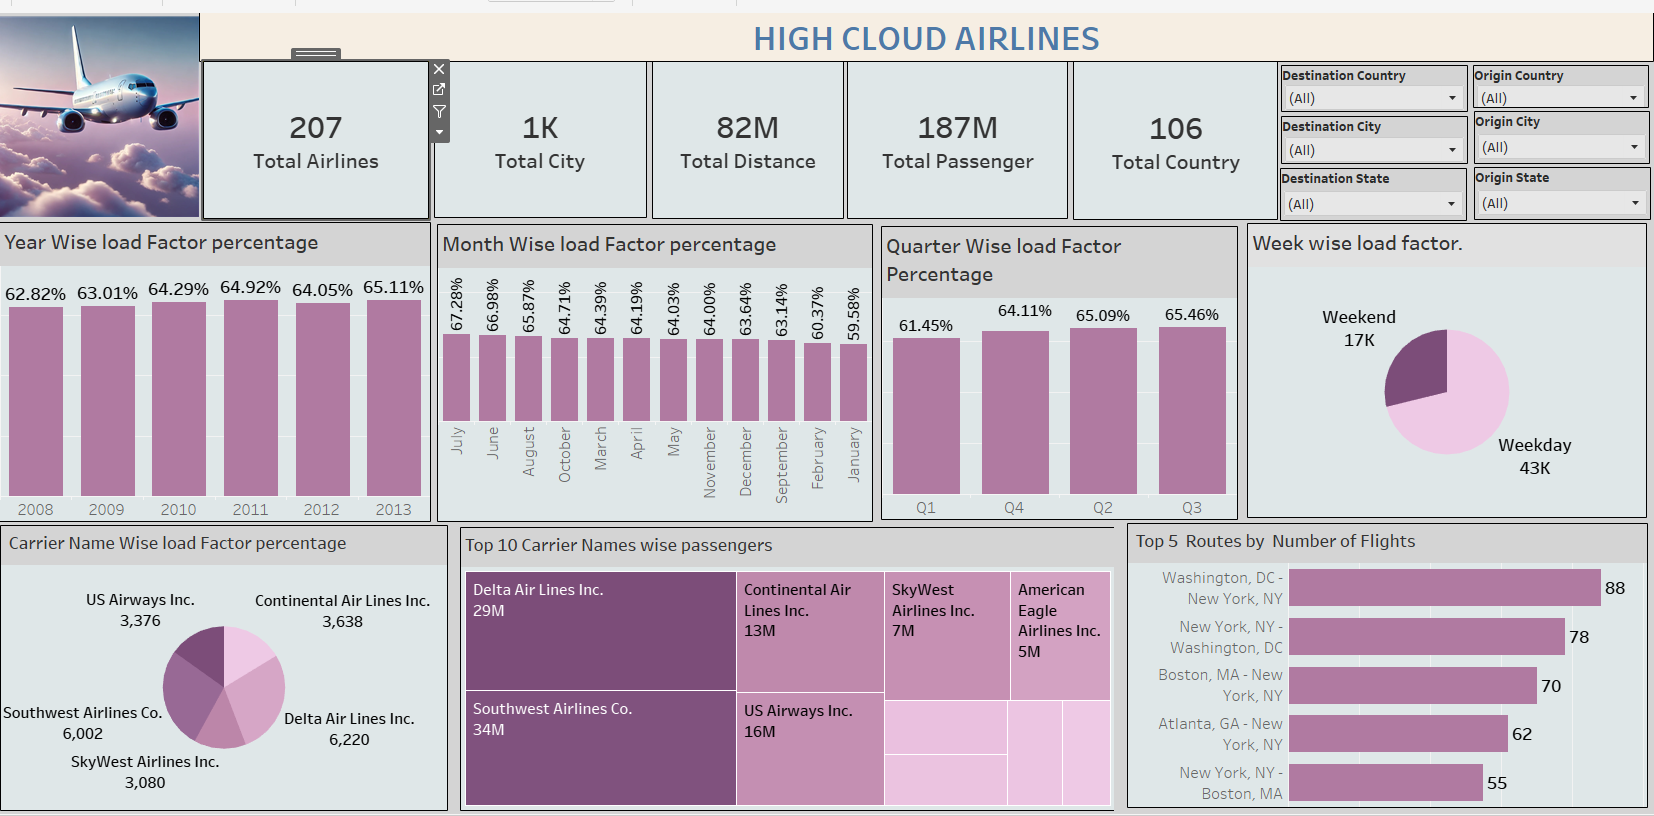 HIGH CLOUD AIRLINES
207
Total Airlines
1K
Total City
82M
Total Distance
187M
Total Passenger
106
Total Country
Destination Country
(All)
Origin Country
(All)
Destination City
(All)
Origin City
(All)
Destination State
(All)
Origin State
(All)
Year Wise load Factor percentage
62.82% 63.01% 64.29% 64.92% 64.05% 65.11%
2008 2009 2010 2011 2012 2013
Month Wise load Factor percentage
67.28% 66.98% 65.87% 64.71% 64.39% 64.19% 64.03% 64.00% 63.64% 63.14% 60.37% 59.58%
July June August October March April May November December September February January
Quarter Wise load Factor
Percentage
61.45% 64.11% 65.09% 65.46%
Q1 Q4 Q2 Q3
Week wise load factor.
Weekend
17K
Weekday
43K
Carrier Name Wise load Factor percentage
US Airways Inc.
3,376
Continental Air Lines Inc.
3,638
Southwest Airlines Co.
6,002
Delta Air Lines Inc.
6,220
SkyWest Airlines Inc.
3,080
Top 10 Carrier Names wise passengers
Delta Air Lines Inc.
29M
Southwest Airlines Co.
34M
Continental Air
Lines Inc.
13M
US Airways Inc.
16M
SkyWest
Airlines Inc.
7M
American
Eagle
Airlines Inc.
5M
Top 5 Routes by Number of Flights
Washington, DC -
New York, NY
88
New York, NY -
Washington, DC
78
Boston, MA - New
York, NY
70
Atlanta, GA - New
York, NY
62
New York, NY -
Boston, MA
55